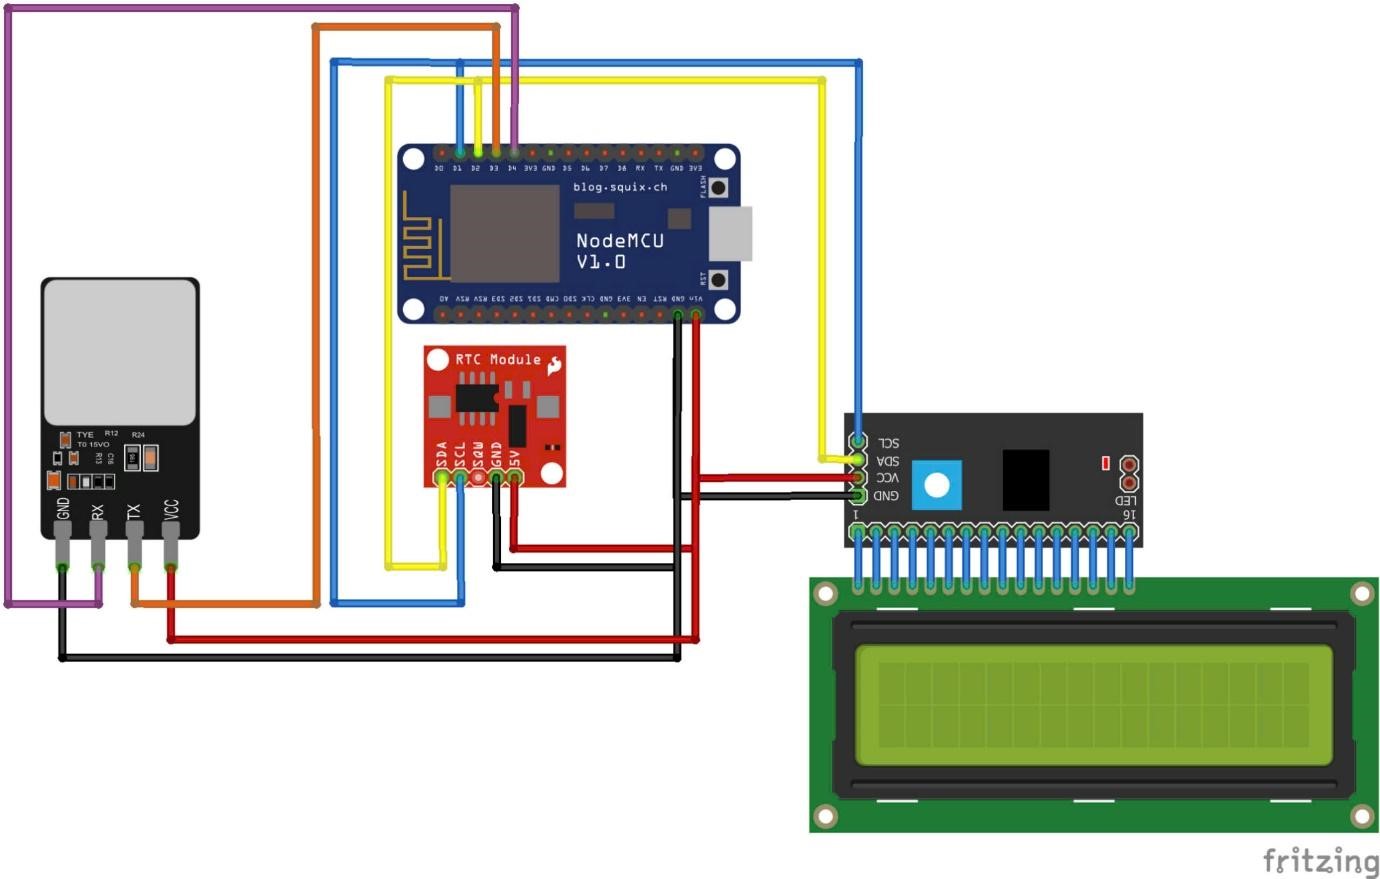 D0 D1 D2 D3 D4 3V3 GND D5 D6 D7 D8 RX TX GND 3V3
blog.squix.ch
FLASH
NodeMCU
V1.0
RST
A0 RSV RSV SD3 SD2 SD1 CMD SD0 CLK GND 3V3 EN RST GND Vin
RTC Module
SDA SCL SQW GND 5V
TYE R12 R24
T0 15VO
R13 C16
GND RX TX VCC
SCL
SDA
VCC
GND
LED
1 16
fritzing